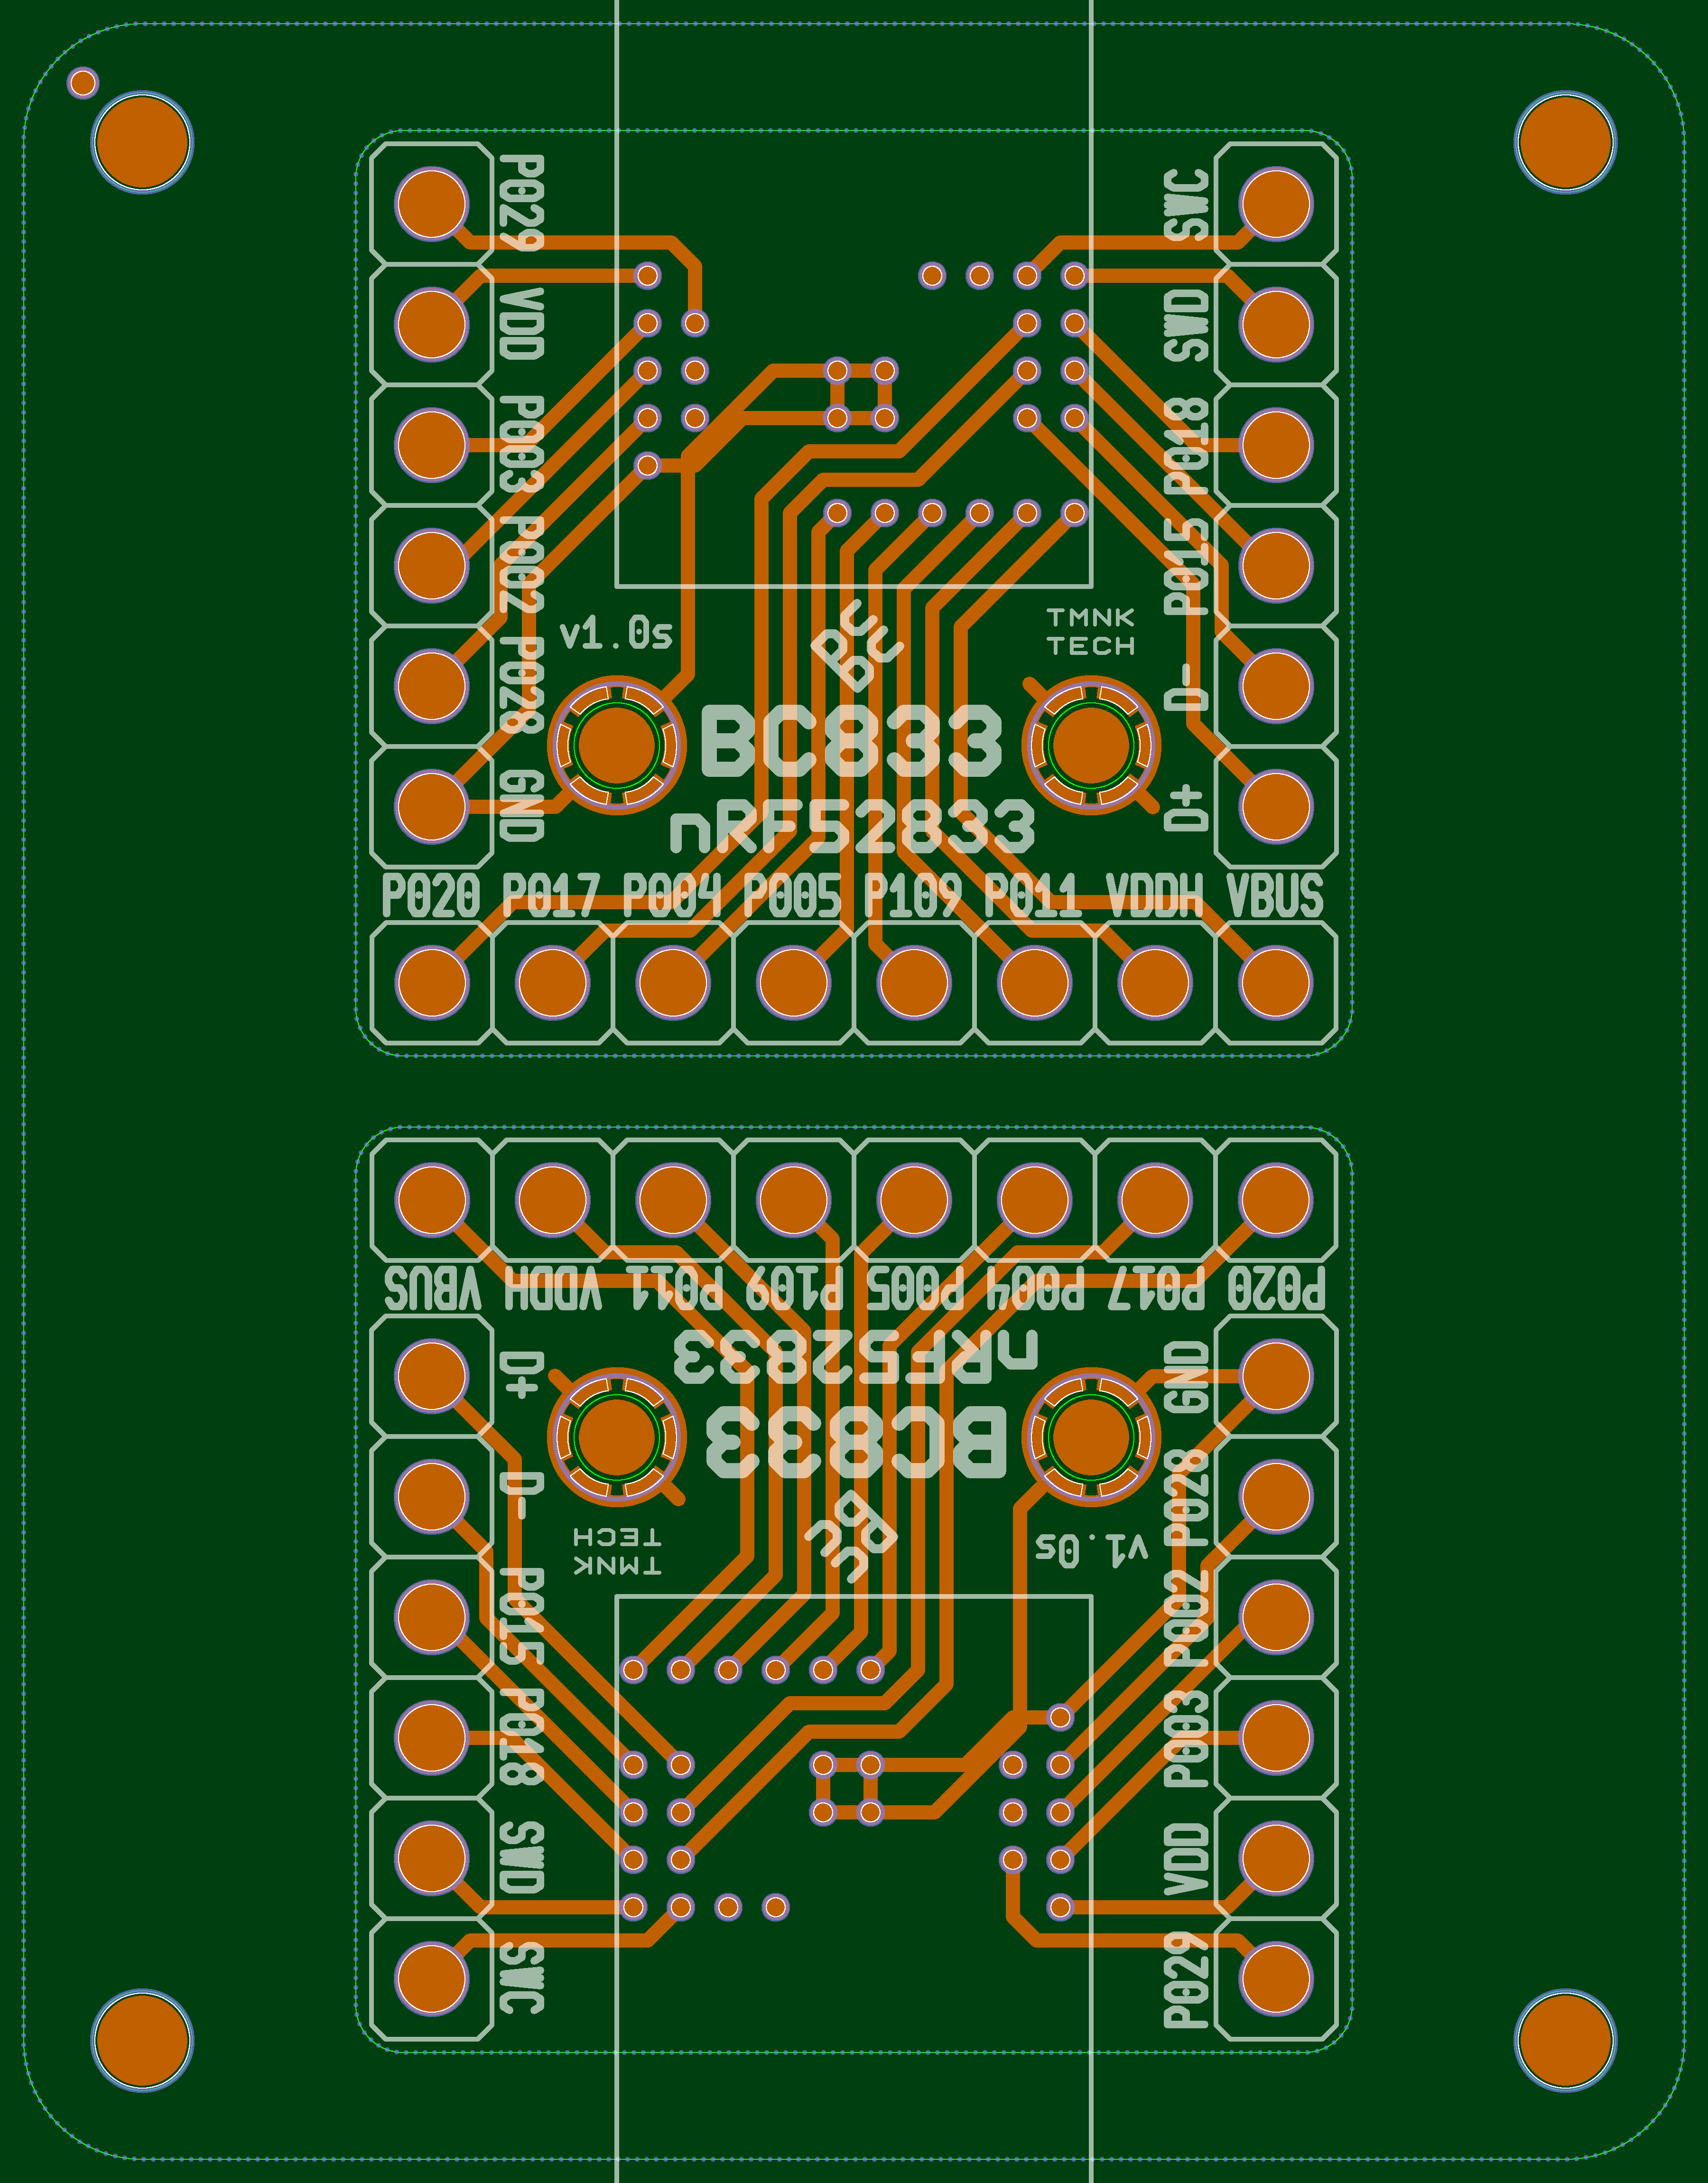 P029
VDD
P003
P002
P028
GND
SWC
SWD
P018
P015
D-
D+
v1.0s
TMNK
TECH
BC833
nRF52833
P020 P017 P004 P005 P109 P011 VDDH VBUS
P020 P017 P004 P005 P109 P011 VDDH VBUS
nRF52833
BC833
v1.0s
TMNK
TECH
D+
D-
P015
P018
SWD
SWC
GND
P028
P002
P003
VDD
P029